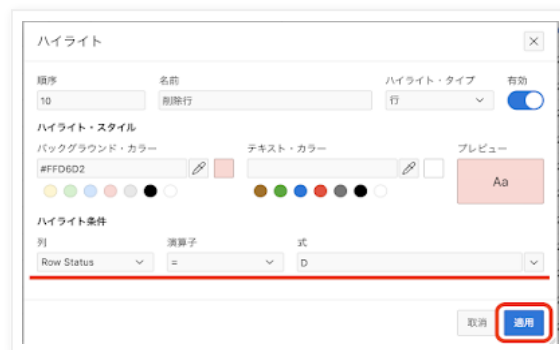 ハイライト
順序 名前 ハイライト・タイプ 有効
10 削除行 行
ハイライト・スタイル
バックグラウンド・カラー テキスト・カラー プレビュー
#FFD6D2
Aa
ハイライト条件
列 演算子 式
Row Status = D
取消 適用